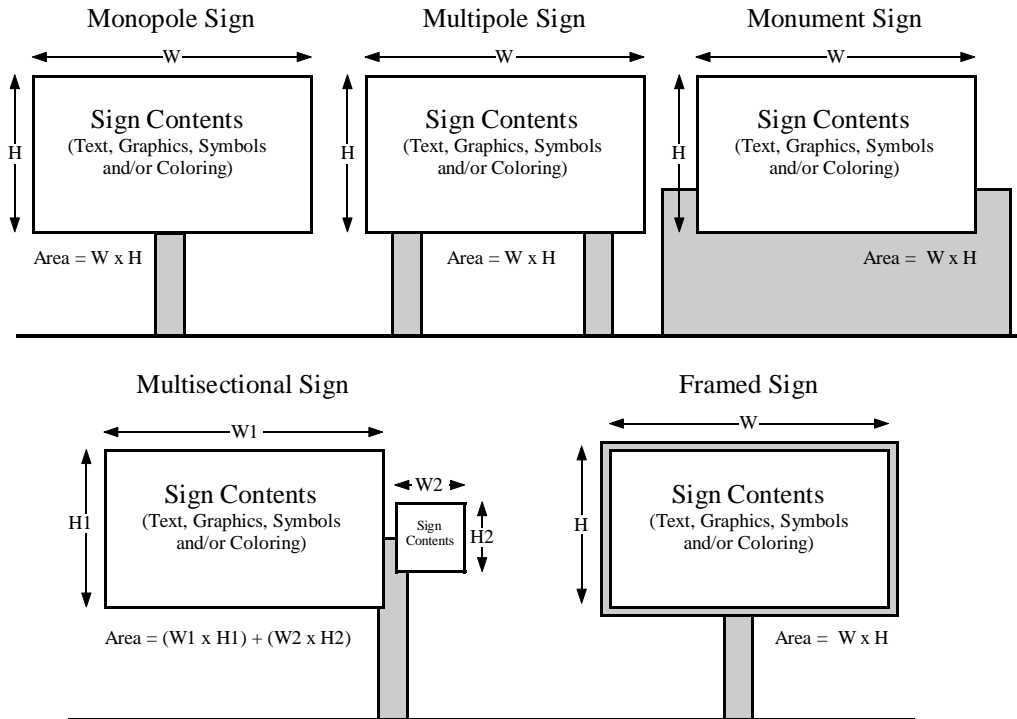 Monopole Sign
W
H
Sign Contents
(Text, Graphics, Symbols
and/or Coloring)
Area = W x H
Multipole Sign
W
H
Sign Contents
(Text, Graphics, Symbols
and/or Coloring)
Area = W x H
Monument Sign
W
H
Sign Contents
(Text, Graphics, Symbols
and/or Coloring)
Area = W x H
Multisectional Sign
W1
H1
Sign Contents
(Text, Graphics, Symbols
and/or Coloring)
W2
Sign
Contents
H2
Area = (W1 x H1) + (W2 x H2)
Framed Sign
W
H
Sign Contents
(Text, Graphics, Symbols
and/or Coloring)
Area = W x H